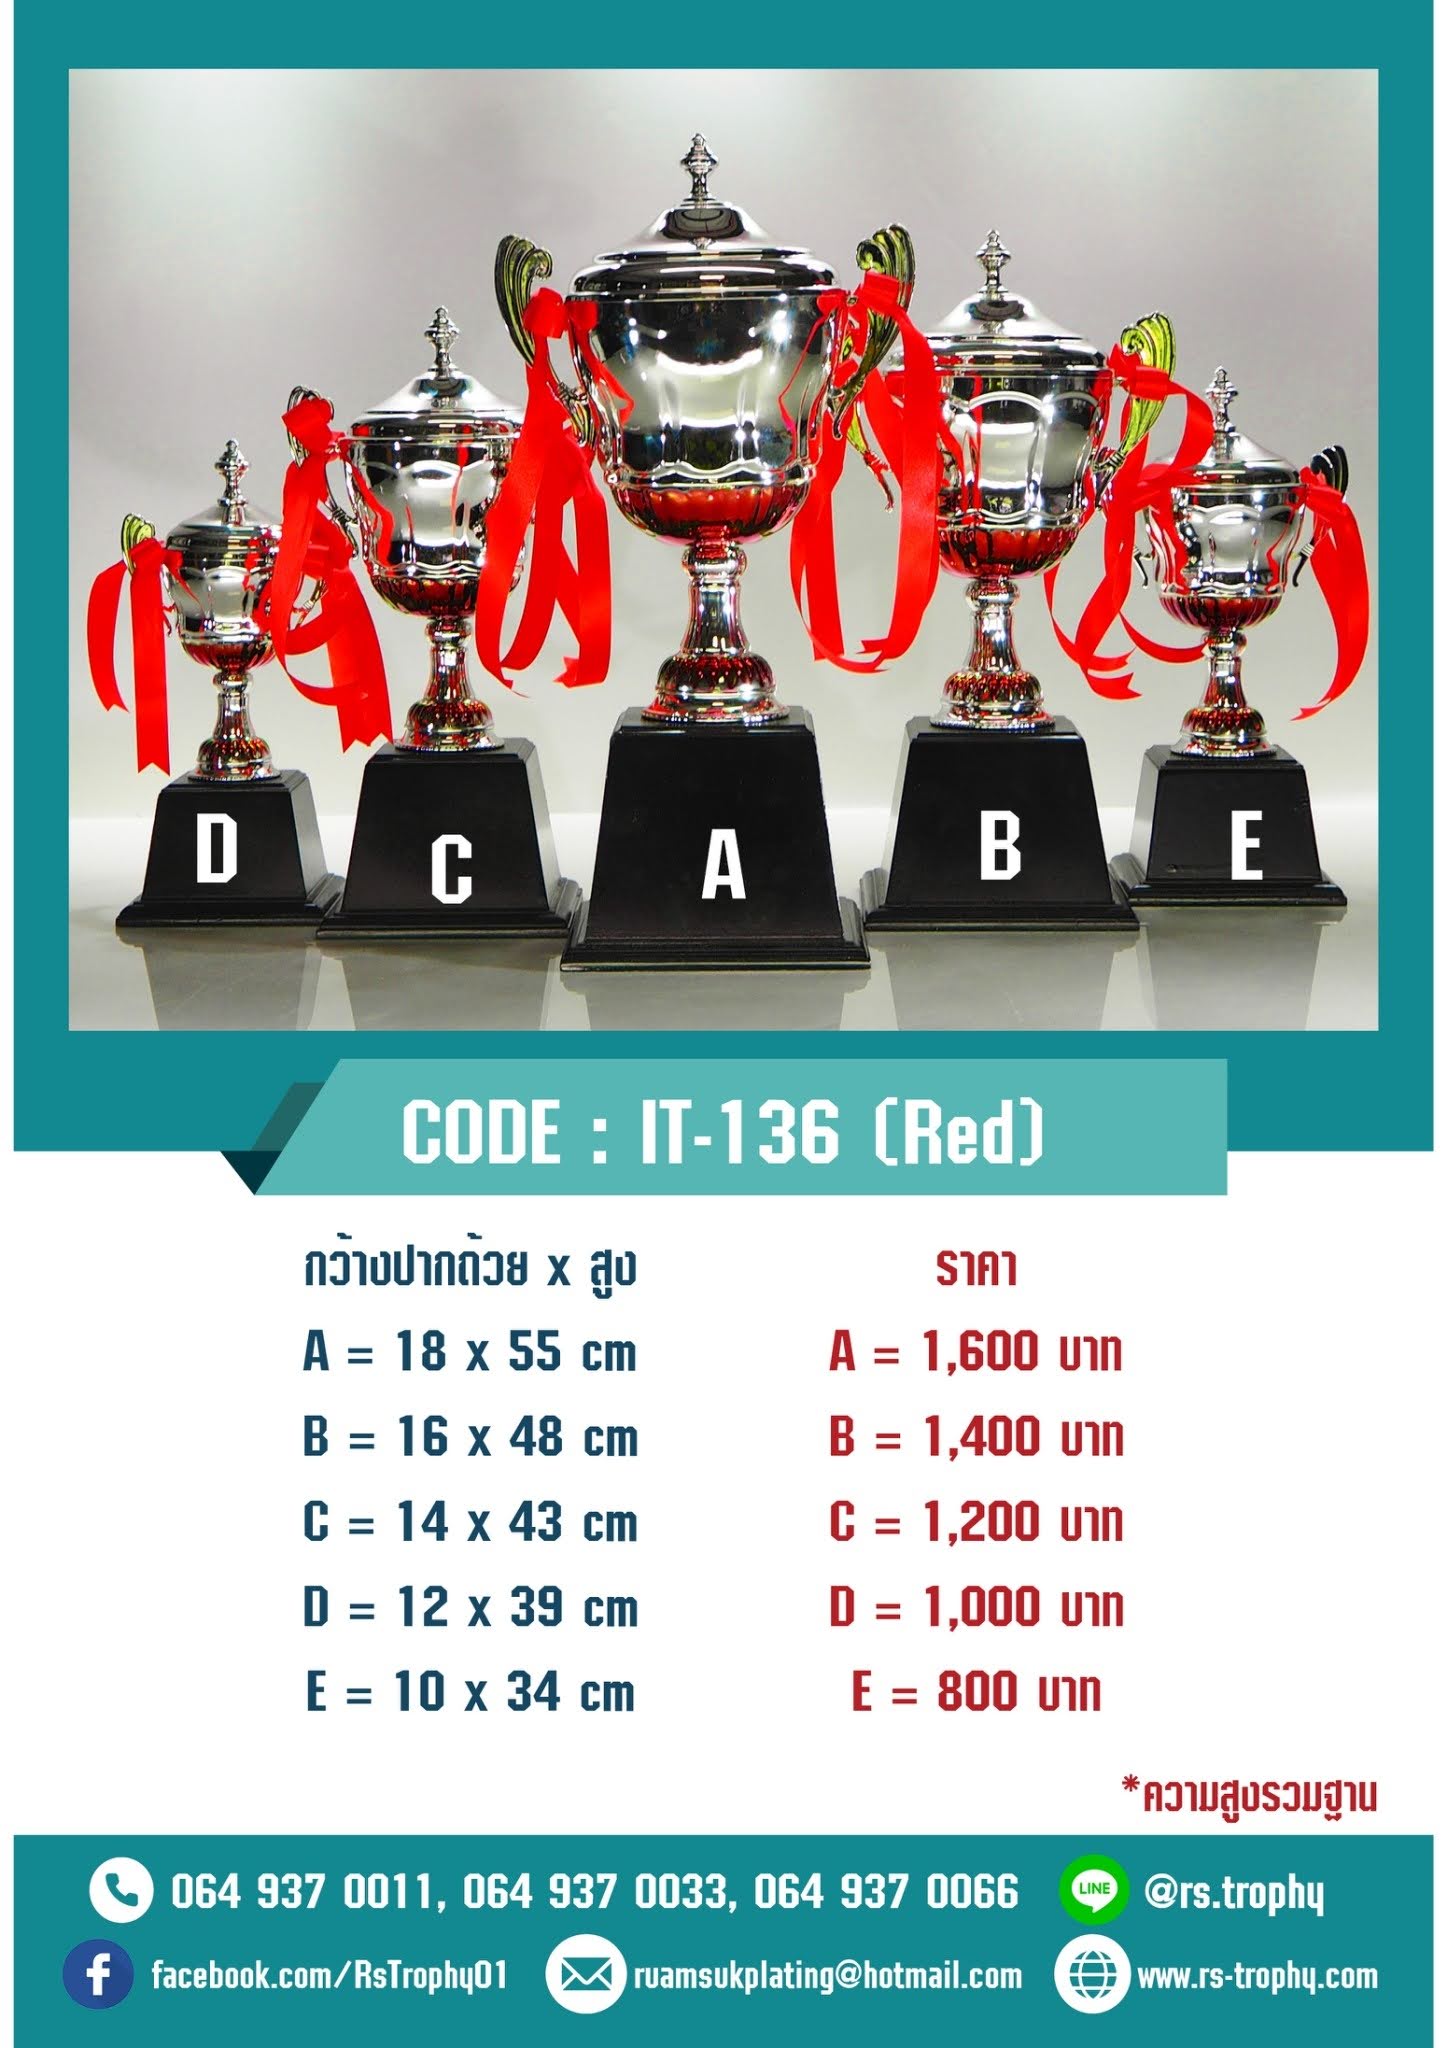 D C A B E
CODE : IT-136 (Red)
กว้างปากถ้วย x สูง ราคา
A = 18 x 55 cm A = 1,600 บาท
B = 16 x 48 cm B = 1,400 บาท
C = 14 x 43 cm C = 1,200 บาท
D = 12 x 39 cm D = 1,000 บาท
E = 10 x 34 cm E = 800 บาท
*ความสูงรวมฐาน
064 937 0011, 064 937 0033, 064 937 0066 LINE @rs.trophy
f facebook.com/RsTrophy01 ruamsukplating@hotmail.com www.rs-trophy.com